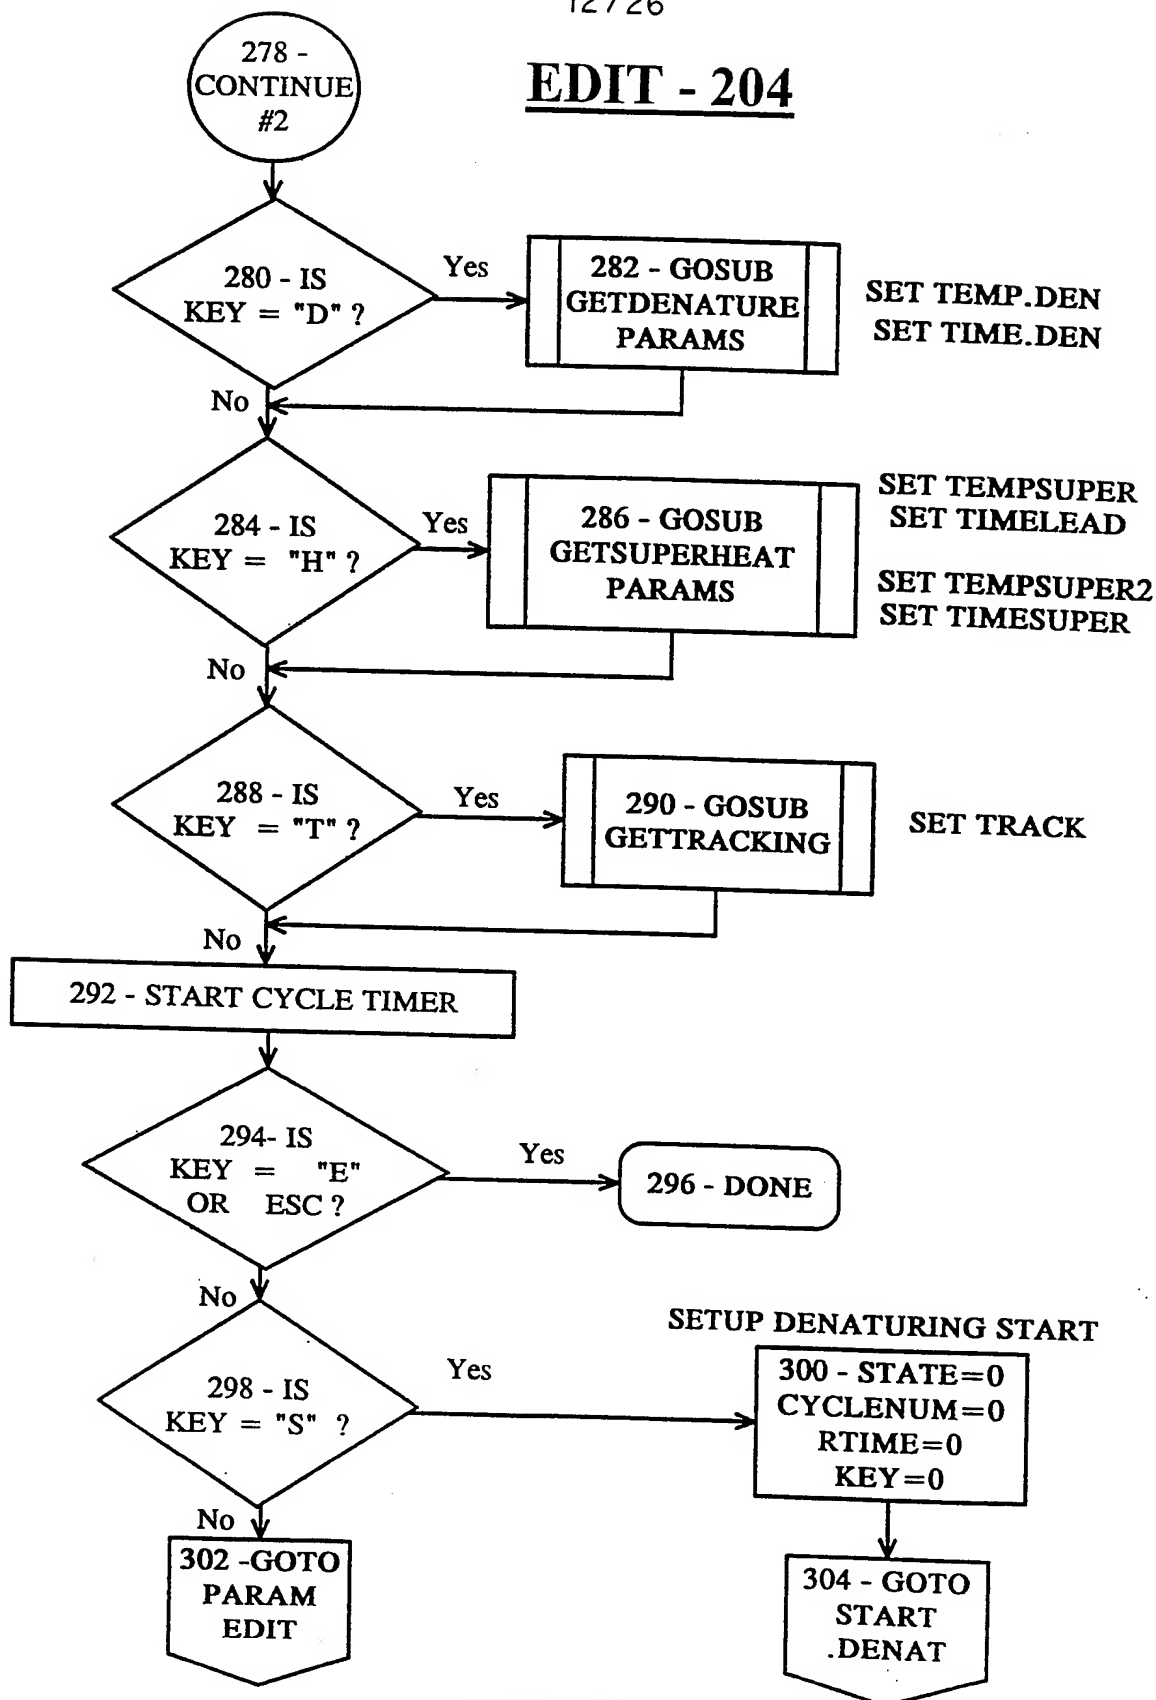 12/26
EDIT - 204
278 -
CONTINUE
#2
280 - IS
KEY = "D" ?
Yes
282 - GOSUB
GETDENATURE
PARAMS
SET TEMP.DEN
SET TIME.DEN
No
284 - IS
KEY = "H" ?
Yes
286 - GOSUB
GETSUPERHEAT
PARAMS
SET TEMPSUPER
SET TIMELEAD
SET TEMPSUPER2
SET TIMESUPER
No
288 - IS
KEY = "T" ?
Yes
290 - GOSUB
GETTRACKING
SET TRACK
No
292 - START CYCLE TIMER
294- IS
KEY = "E"
OR ESC ?
Yes
296 - DONE
No
298 - IS
KEY = "S" ?
Yes
SETUP DENATURING START
300 - STATE=0
CYCLENUM=0
RTIME=0
KEY=0
No
302 -GOTO
PARAM
EDIT
304 - GOTO
START
.DENAT